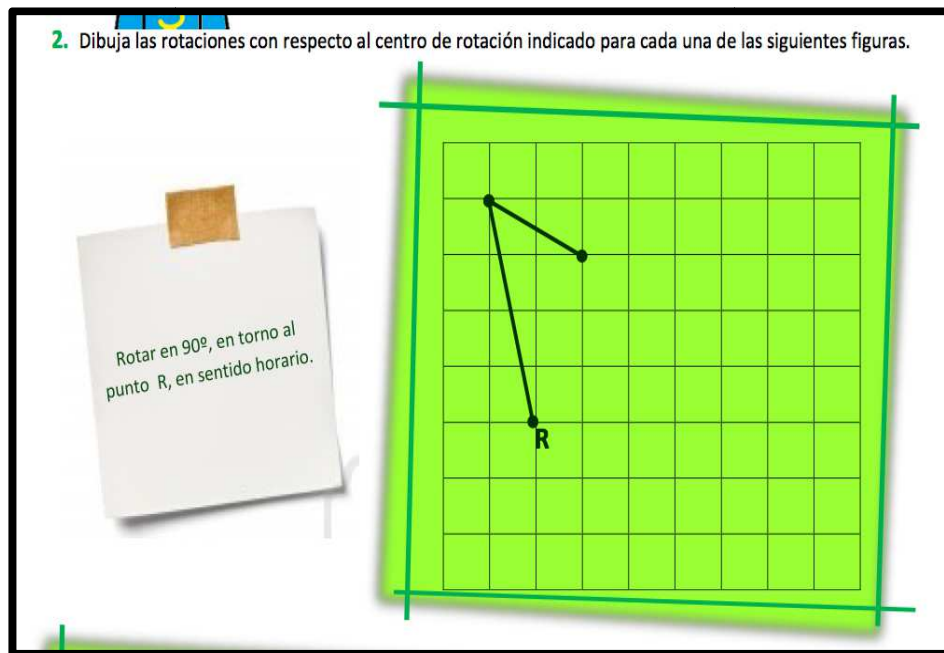 2. Dibuja las rotaciones con respecto al centro de rotación indicado para cada una de las siguientes figuras.
Rotar en 90º, en torno al
punto R, en sentido horario.
R